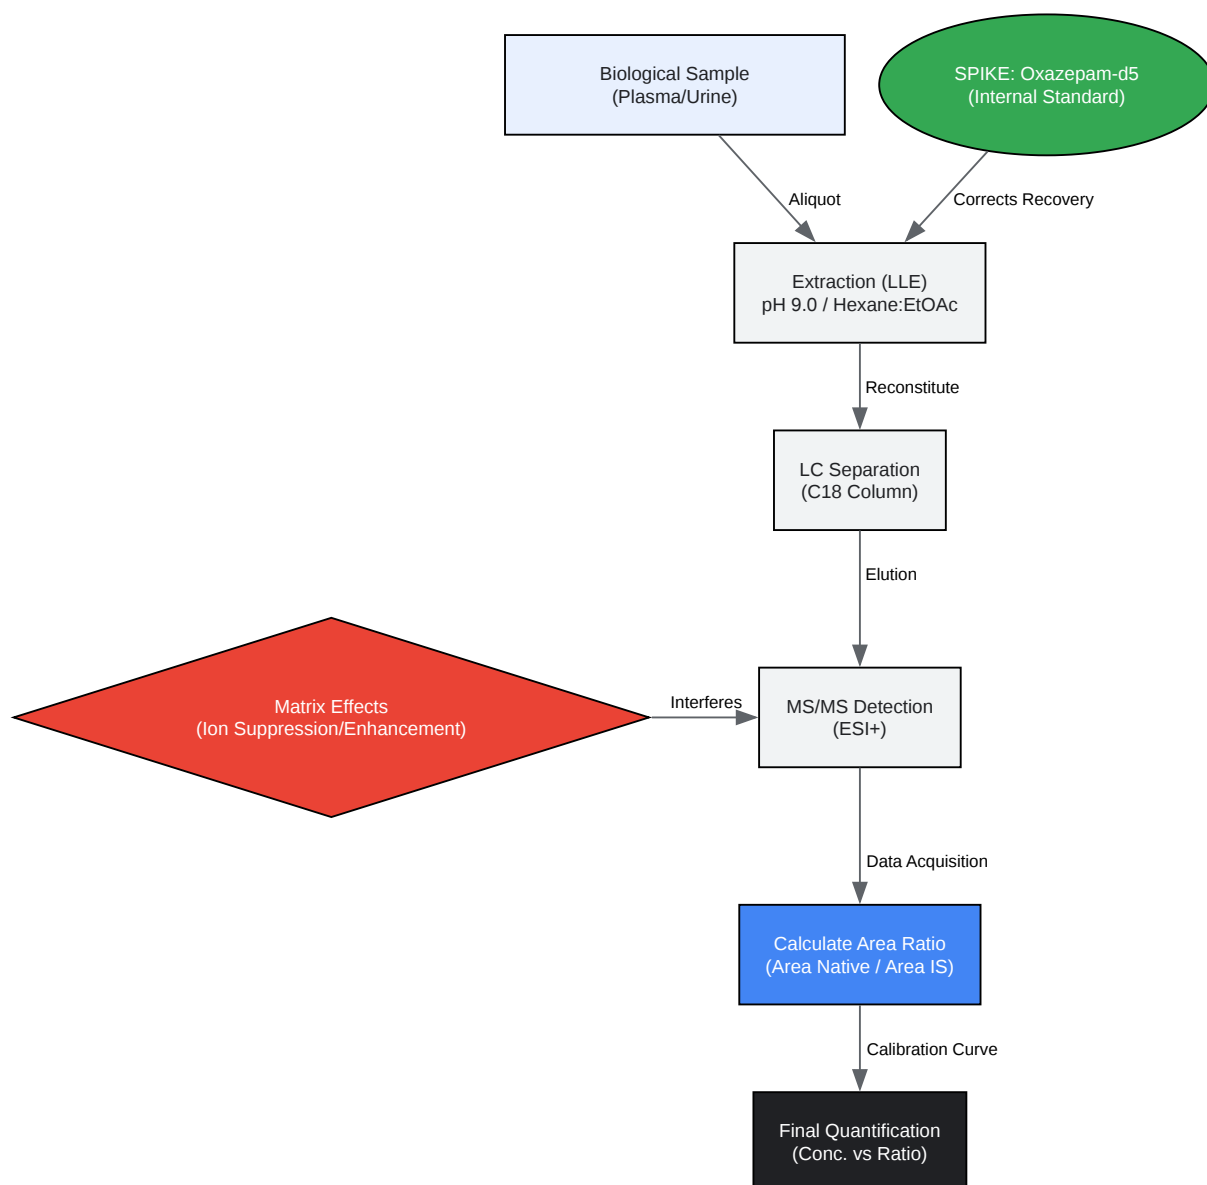 Biological Sample
(Plasma/Urine)
SPIKE: Oxazepam-d5
(Internal Standard)
Aliquot
Corrects Recovery
Extraction (LLE)
pH 9.0 / Hexane:EtOAc
Reconstitute
LC Separation
(C18 Column)
Elution
Matrix Effects
(Ion Suppression/Enhancement)
Interferes
MS/MS Detection
(ESI+)
Data Acquisition
Calculate Area Ratio
(Area Native / Area IS)
Calibration Curve
Final Quantification
(Conc. vs Ratio)